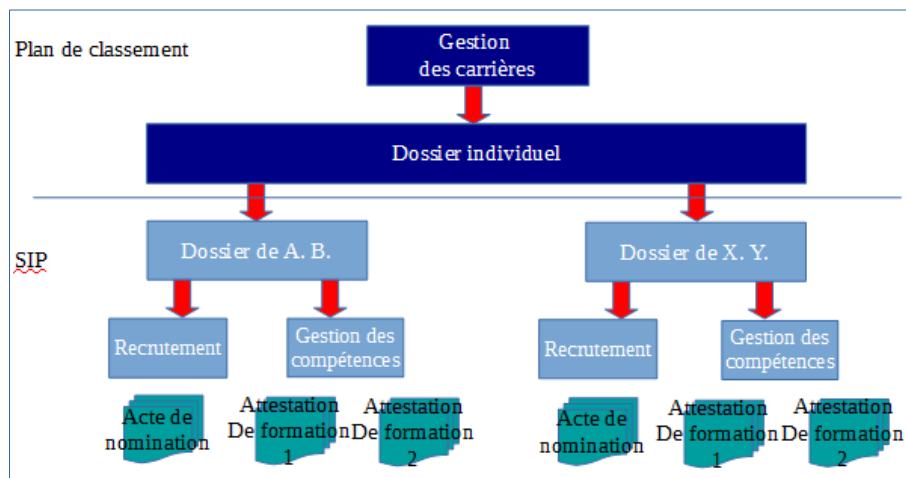 Plan de classement
Gestion
des carrières
Dossier individuel
SIP
Dossier de A. B.
Dossier de X. Y.
Recrutement
Gestion des
compétences
Recrutement
Gestion des
compétences
Acte de
nomination
Attestation
De formation
1
Attestation
De formation
2
Acte de
nomination
Attestation
De formation
1
Attestation
De formation
2